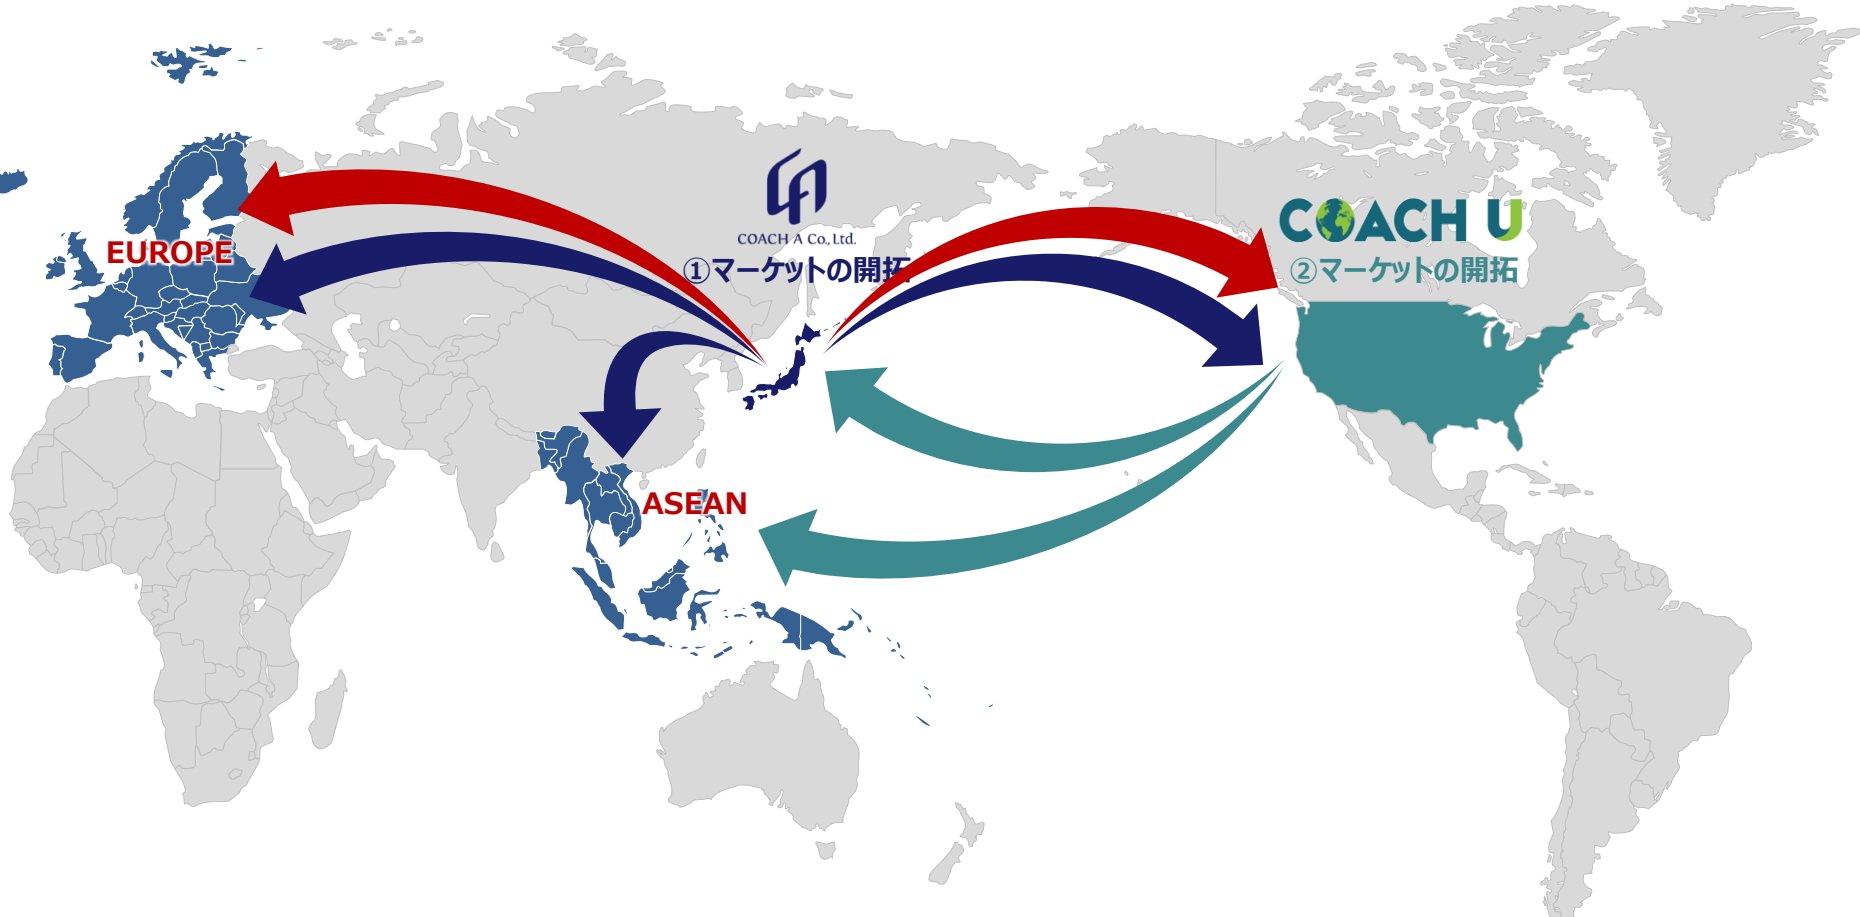 COACH A Co., Ltd.
①マーケットの開拓
COACH U
②マーケットの開拓
EUROPE
ASEAN